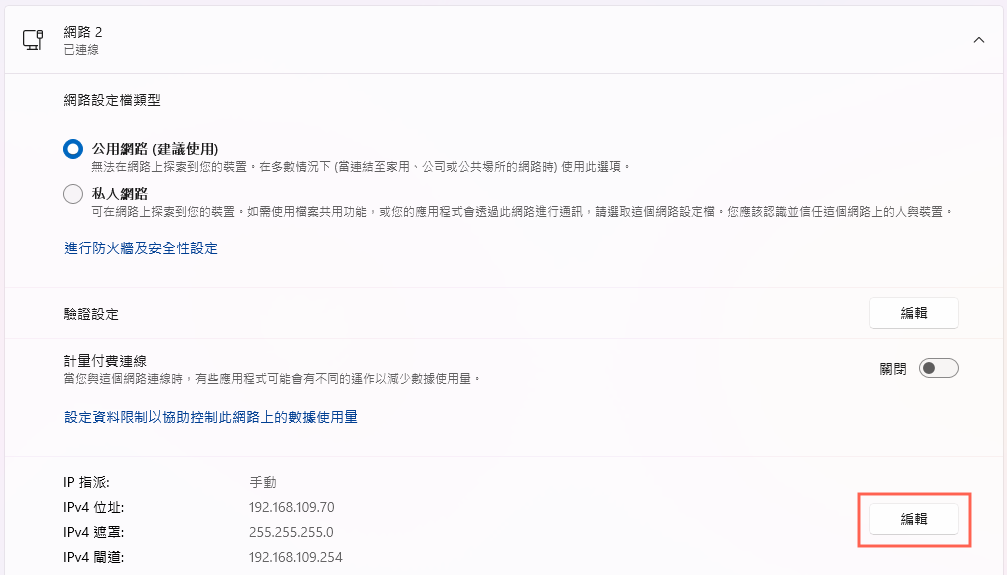 網路 2
已連線
網路設定檔類型
公用網路 (建議使用)
無法在網路上探索到您的裝置。在多數情況下 (當連結至家用、公司或公共場所的網路時) 使用此選項。
私人網路
可在網路上探索到您的裝置。如需使用檔案共用功能，或您的應用程式會透過此網路進行通訊，請選取這個網路設定檔。您應該認識並信任這個網路上的人與裝置。
進行防火牆及安全性設定
驗證設定
編輯
計量付費連線
當您與這個網路連線時，有些應用程式可能會有不同的運作以減少數據使用量。
關閉
設定資料限制以協助控制此網路上的數據使用量
IP 指派: 手動
IPv4 位址: 192.168.109.70
編輯
IPv4 遮罩: 255.255.255.0
IPv4 閘道: 192.168.109.254